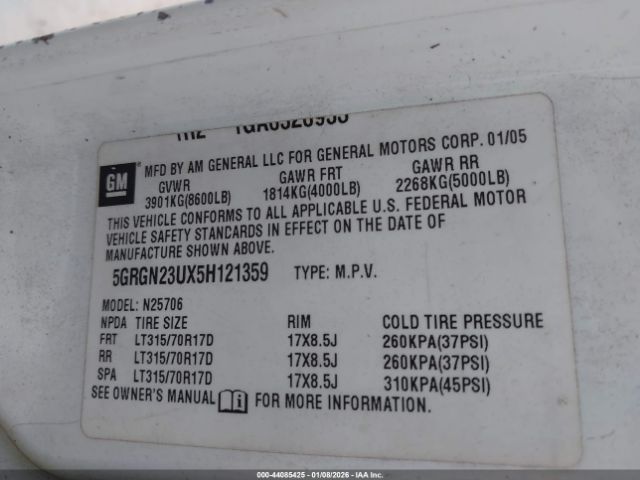 GM
MFD BY AM GENERAL LLC FOR GENERAL MOTORS CORP. 01/05
GVWR GAWR FRT GAWR RR
3901KG(8600LB) 1814KG(4000LB) 2268KG(5000LB)
THIS VEHICLE CONFORMS TO ALL APPLICABLE U.S. FEDERAL MOTOR
VEHICLE SAFETY STANDARDS IN EFFECT ON THE DATE OF
MANUFACTURE SHOWN ABOVE.
5GRGN23UX5H121359 TYPE: M.P.V.
MODEL: N25706
NPDA TIRE SIZE RIM COLD TIRE PRESSURE
FRT LT315/70R17D 17X8.5J 260KPA(37PSI)
RR LT315/70R17D 17X8.5J 260KPA(37PSI)
SPA LT315/70R17D 17X8.5J 310KPA(45PSI)
SEE OWNER'S MANUAL i FOR MORE INFORMATION.
000-44085425 - 01/08/2026 - IAAI - COPART